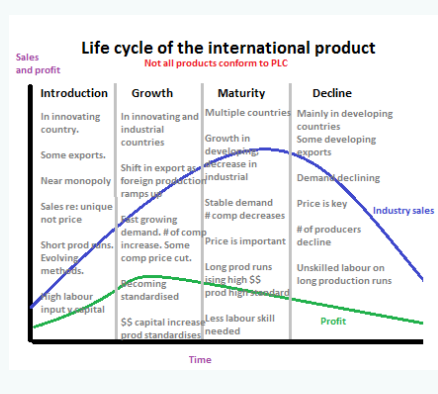 Life cycle of the international product
Not all products conform to PLC
Sales
and profit
Introduction
In innovating
country.
Some exports.
Near monopoly
Sales re: unique
not price
Short prod runs.
Evolving
methods.
High labour
input v capital
Growth
In innovating and
industrial
countries
Shift in export as
foreign production
ramps up
Fast growing
demand. # of comp
increase. Some
comp price cut.
Becoming
standardised
$$ capital increase
prod standardises
Maturity
Multiple countries
Growth in
developing,
decrease in
industrial
Stable demand
# comp decreases
Price is important
Long prod runs
ising high $$
prod high standard
Less labour skill
needed
Decline
Mainly in developing
countries
Some developing
exports
Demand declining
Price is key
# of producers
decline
Unskilled labour on
long production runs
Industry sales
Profit
Time